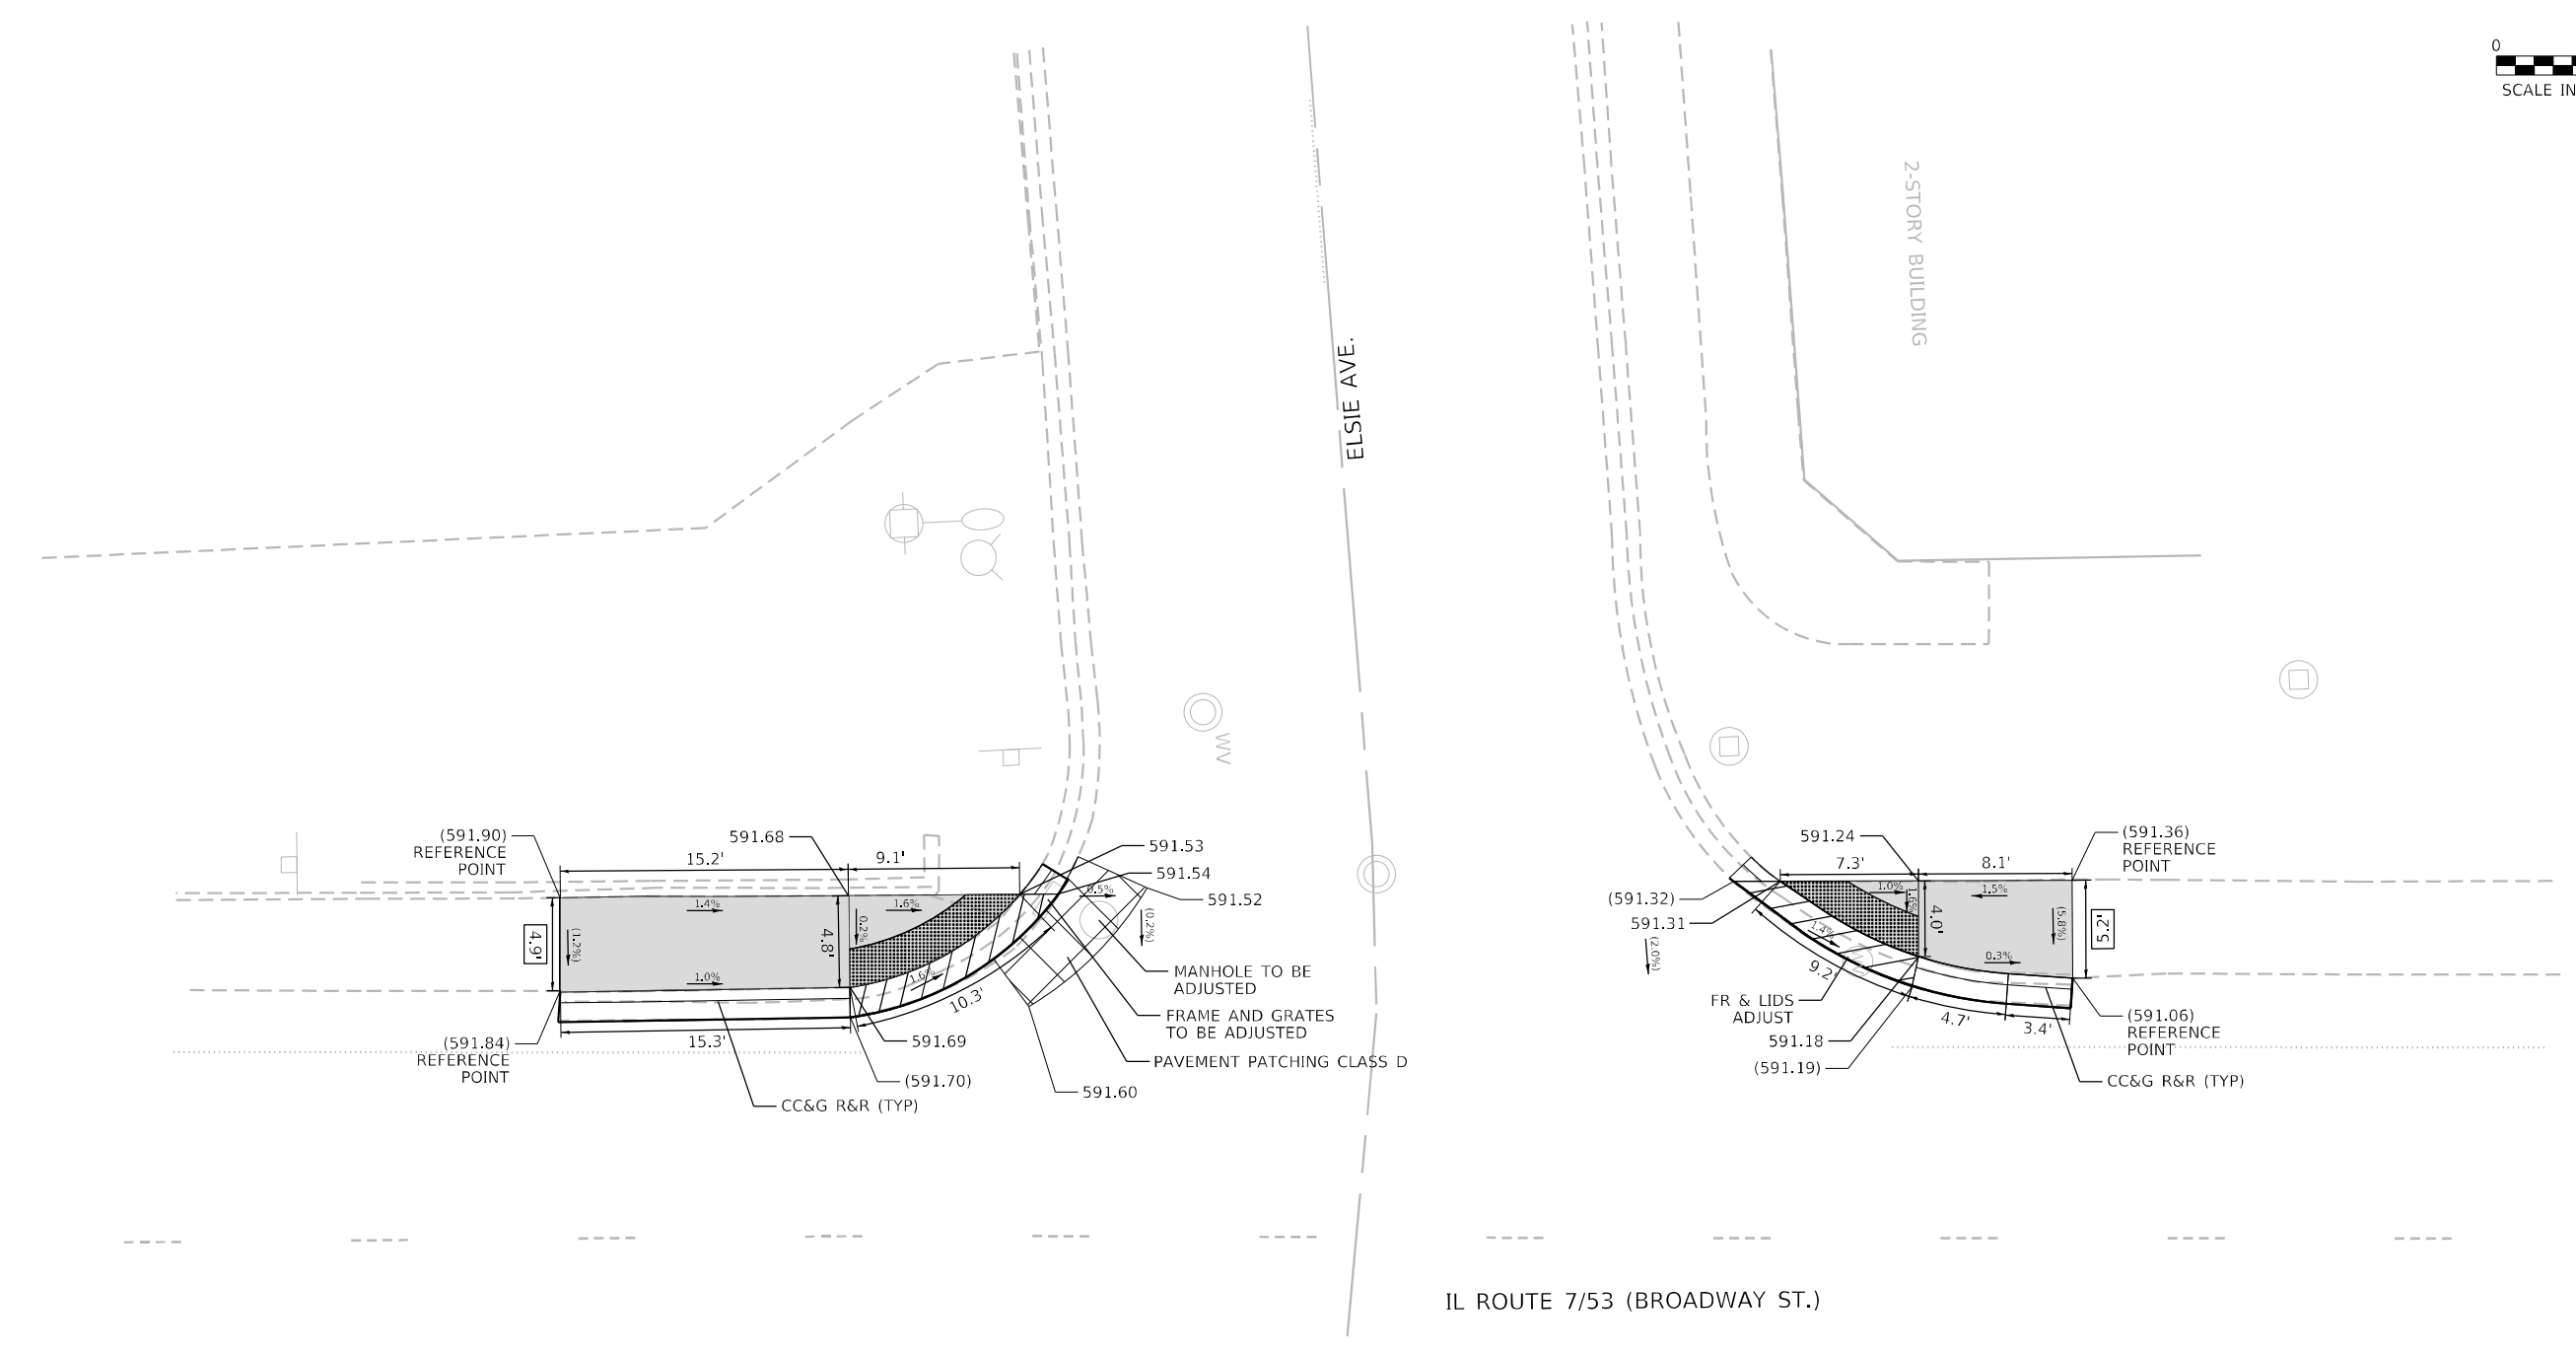 0
SCALE IN
2-STORY BUILDING
ELSIE AVE.
WV
(591.90)
REFERENCE
POINT
591.68
15.2'
9.1'
591.53
591.54
591.52
0.5%
(0.2%)
1.4%
1.6%
0.2%
4.9'
(1.2%)
4.8'
1.0%
1.6%
10.3'
15.3'
(591.84)
REFERENCE
POINT
591.69
(591.70)
CC&G R&R (TYP)
MANHOLE TO BE
ADJUSTED
FRAME AND GRATES
TO BE ADJUSTED
PAVEMENT PATCHING CLASS D
591.60
591.24
7.3'
8.1'
(591.36)
REFERENCE
POINT
(591.32)
591.31
(2.0%)
1.0%
1.6%
1.5%
4.0'
(5.8%)
5.2'
1.4%
0.3%
9.2'
FR & LIDS
ADJUST
4.7'
3.4'
591.18
(591.19)
(591.06)
REFERENCE
POINT
CC&G R&R (TYP)
IL ROUTE 7/53 (BROADWAY ST.)